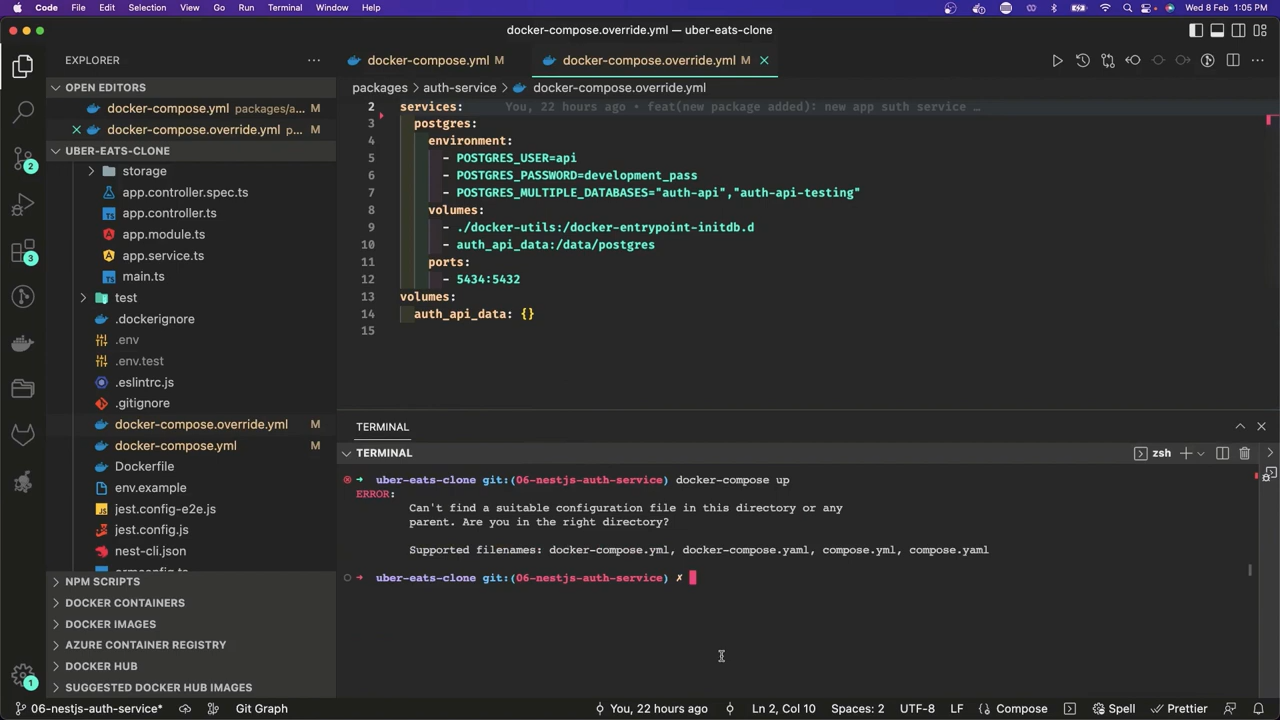 Code File Edit Selection View Go Run Terminal Window Help Wed 8 Feb 1:05 PM
docker-compose.override.yml — uber-eats-clone
EXPLORER
docker-compose.yml M docker-compose.override.yml M
packages › auth-service › docker-compose.override.yml
OPEN EDITORS
docker-compose.yml packages/a... M
docker-compose.override.yml p... M
UBER-EATS-CLONE
storage
app.controller.spec.ts
app.controller.ts
app.module.ts
app.service.ts
main.ts
test
.dockerignore
.env
.env.test
.eslintrc.js
.gitignore
docker-compose.override.yml M
docker-compose.yml M
Dockerfile
env.example
jest.config-e2e.js
jest.config.js
nest-cli.json
NPM SCRIPTS
DOCKER CONTAINERS
DOCKER IMAGES
AZURE CONTAINER REGISTRY
DOCKER HUB
SUGGESTED DOCKER HUB IMAGES
2
3
1
2 services: You, 22 hours ago • feat(new package added): new app suth service …
3 postgres:
4 environment:
5 - POSTGRES_USER=api
6 - POSTGRES_PASSWORD=development_pass
7 - POSTGRES_MULTIPLE_DATABASES="auth-api","auth-api-testing"
8 volumes:
9 - ./docker-utils:/docker-entrypoint-initdb.d
10 - auth_api_data:/data/postgres
11 ports:
12 - 5434:5432
13 volumes:
14 auth_api_data: {}
15
TERMINAL
TERMINAL zsh
→ uber-eats-clone git:(06-nestjs-auth-service) docker-compose up
ERROR:
Can't find a suitable configuration file in this directory or any
parent. Are you in the right directory?
Supported filenames: docker-compose.yml, docker-compose.yaml, compose.yml, compose.yaml
→ uber-eats-clone git:(06-nestjs-auth-service) ✗
06-nestjs-auth-service* Git Graph You, 22 hours ago Ln 2, Col 10 Spaces: 2 UTF-8 LF {} Compose Spell Prettier